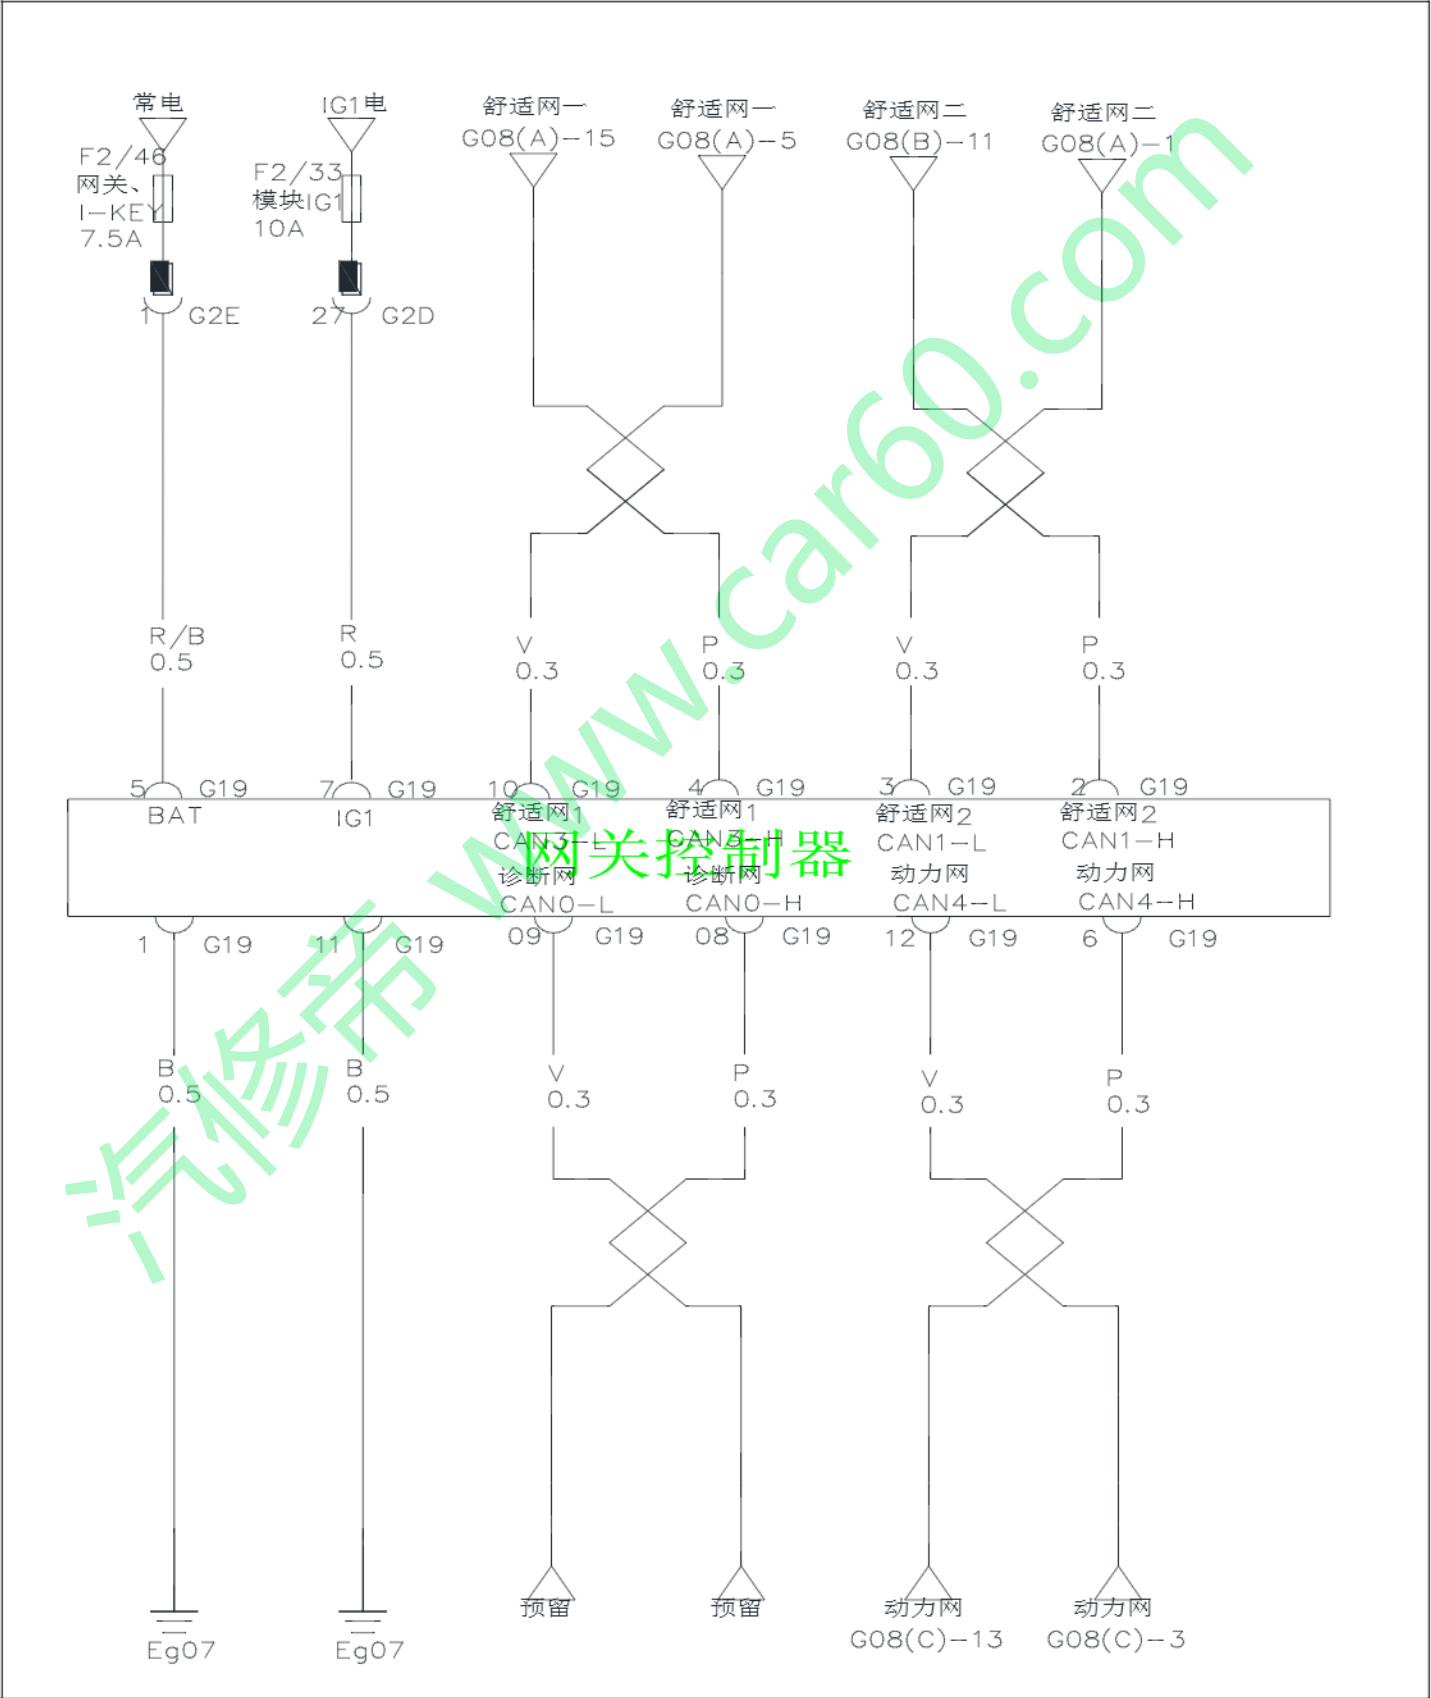 常电
F2/46
网关、
I-KEY
7.5A
1 G2E
IG1电
F2/33
模块IG1
10A
27 G2D
舒适网一
G08(A)-15
舒适网一
G08(A)-5
舒适网二
G08(B)-11
舒适网二
G08(A)-1
R/B
0.5
R
0.5
V
0.3
P
0.3
V
0.3
P
0.3
5 G19
7 G19
10 G19
4 G19
3 G19
2 G19
BAT
IG1
舒适网1
CAN3-L
舒适网1
CAN3-H
舒适网2
CAN1-L
舒适网2
CAN1-H
网关控制器
诊断网
CAN0-L
诊断网
CAN0-H
动力网
CAN4-L
动力网
CAN4-H
1 G19
11 G19
09 G19
08 G19
12 G19
6 G19
B
0.5
B
0.5
V
0.3
P
0.3
V
0.3
P
0.3
Eg07
Eg07
预留
预留
动力网
G08(C)-13
动力网
G08(C)-3
汽修帝 www.car60.com